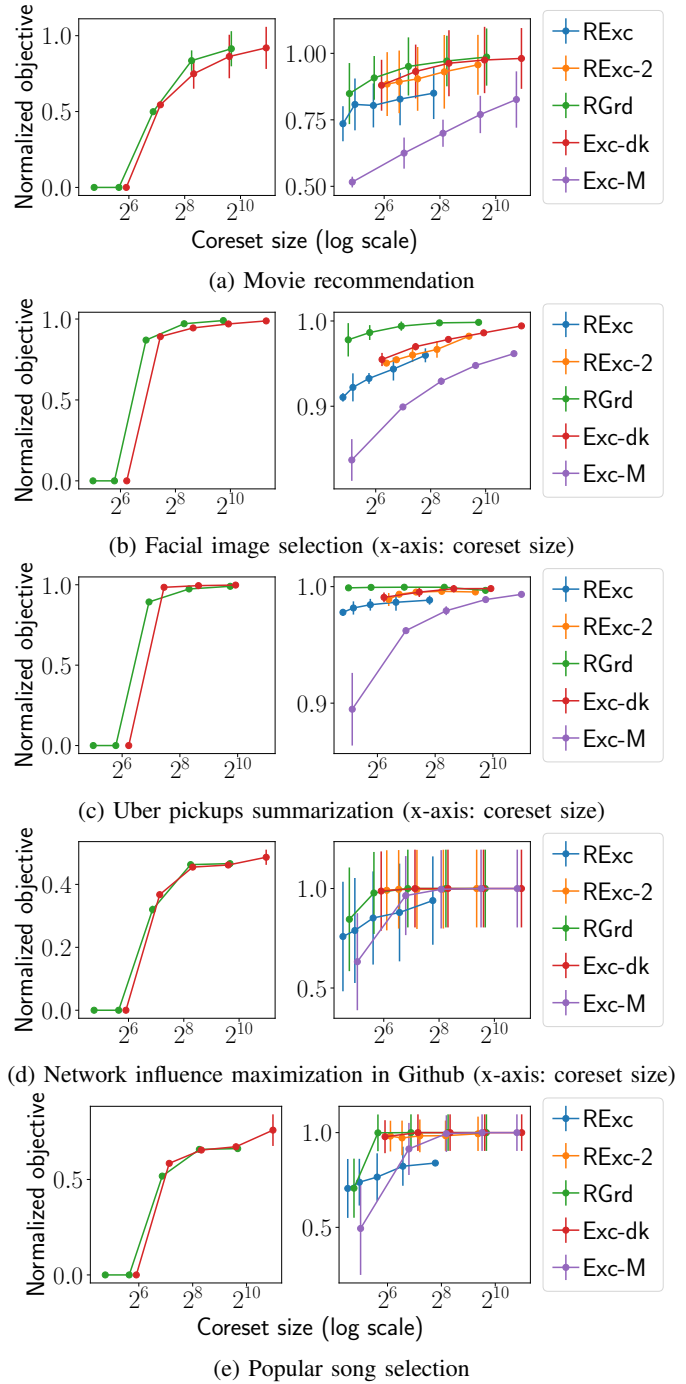 Normalized objective
1.0
0.5
0.0
2^6
2^8
2^10
1.00
0.75
0.50
2^6
2^8
2^10
RExc
RExc-2
RGrd
Exc-dk
Exc-M
Coreset size (log scale)
(a) Movie recommendation
Normalized objective
1.0
0.5
0.0
2^6
2^8
2^10
1.0
0.9
2^6
2^8
2^10
RExc
RExc-2
RGrd
Exc-dk
Exc-M
(b) Facial image selection (x-axis: coreset size)
Normalized objective
1.0
0.5
0.0
2^6
2^8
2^10
1.0
0.9
2^6
2^8
2^10
RExc
RExc-2
RGrd
Exc-dk
Exc-M
(c) Uber pickups summarization (x-axis: coreset size)
Normalized objective
0.4
0.2
0.0
2^6
2^8
2^10
1.0
0.5
2^6
2^8
2^10
RExc
RExc-2
RGrd
Exc-dk
Exc-M
(d) Network influence maximization in Github (x-axis: coreset size)
Normalized objective
0.5
0.0
2^6
2^8
2^10
1.0
0.5
2^6
2^8
2^10
RExc
RExc-2
RGrd
Exc-dk
Exc-M
Coreset size (log scale)
(e) Popular song selection